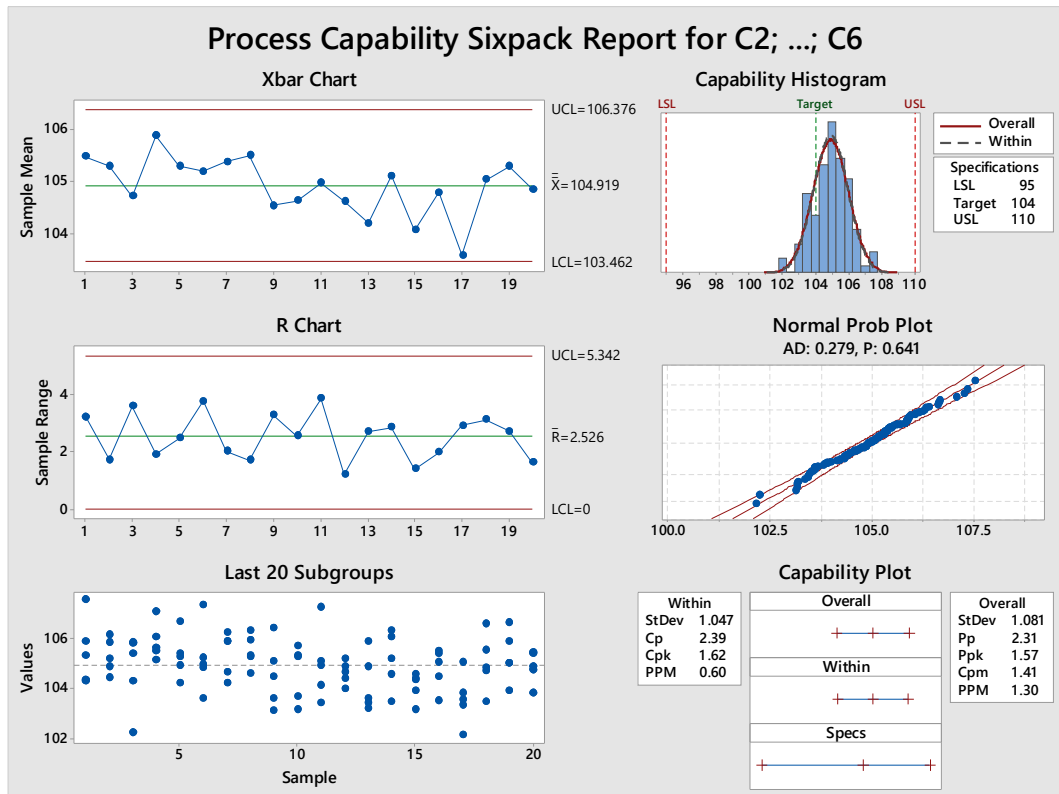 Process Capability Sixpack Report for C2; ...; C6
Xbar Chart
Sample Mean
106
105
104
UCL=106.376
X̿=104.919
LCL=103.462
1 3 5 7 9 11 13 15 17 19
Capability Histogram
LSL Target USL
96 98 100 102 104 106 108 110
Overall
Within
Specifications
LSL 95
Target 104
USL 110
R Chart
Sample Range
4
2
0
UCL=5.342
R̄=2.526
LCL=0
1 3 5 7 9 11 13 15 17 19
Normal Prob Plot
AD: 0.279, P: 0.641
100.0 102.5 105.0 107.5
Last 20 Subgroups
Values
106
104
102
5 10 15 20
Sample
Capability Plot
Within
StDev 1.047
Cp 2.39
Cpk 1.62
PPM 0.60
Overall
Within
Specs
Overall
StDev 1.081
Pp 2.31
Ppk 1.57
Cpm 1.41
PPM 1.30